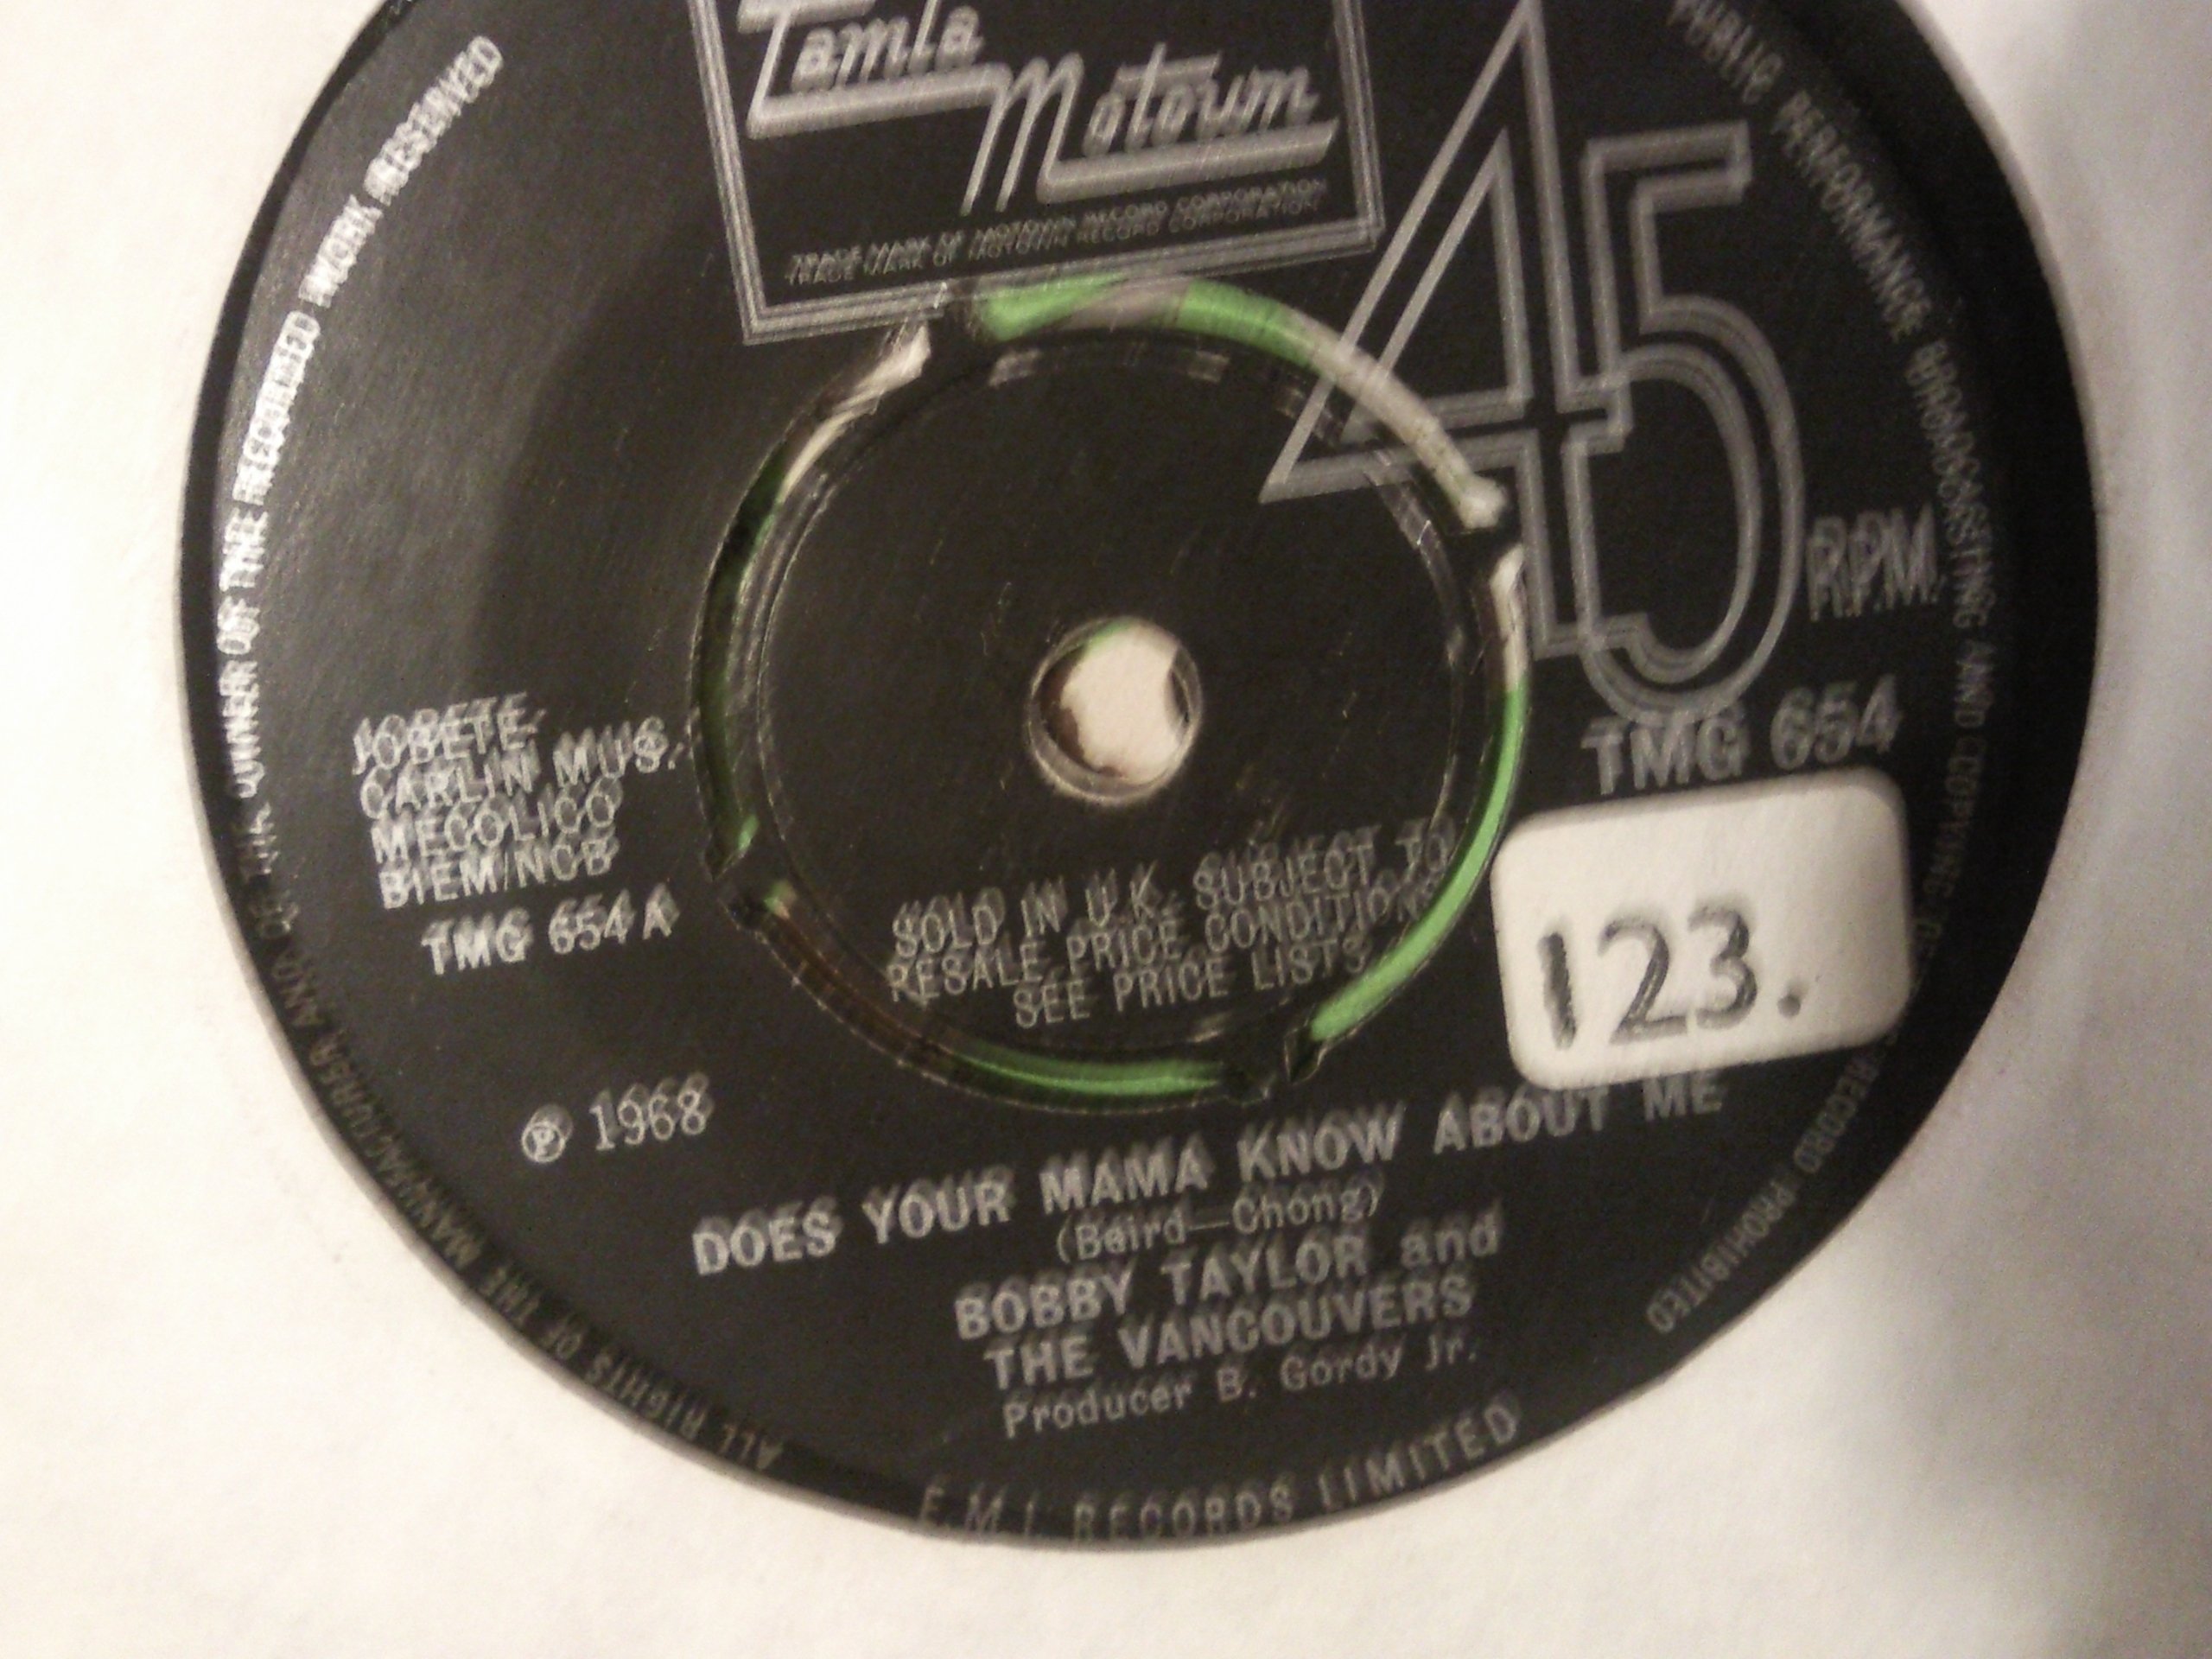 Tamla
Motown
TRADE MARK OF MOTOWN RECORD CORPORATION
45
RPM
TMG 654
123.
JOBETE
CARLIN MUS.
MECOLICO
BIEM/NCB
TMG 654 A
℗ 1968
SOLD IN U.K. SUBJECT TO
RESALE PRICE CONDITIONS
SEE PRICE LISTS
DOES YOUR MAMA KNOW ABOUT ME
(Baird—Chong)
BOBBY TAYLOR and
THE VANCOUVERS
Producer B. Gordy Jr.
E.M.I. RECORDS LIMITED
ALL RIGHTS OF THE MANUFACTURER AND OF THE OWNER OF THE RECORDED WORK RESERVED
PUBLIC PERFORMANCE BROADCASTING AND COPYING RECORD PROHIBITED